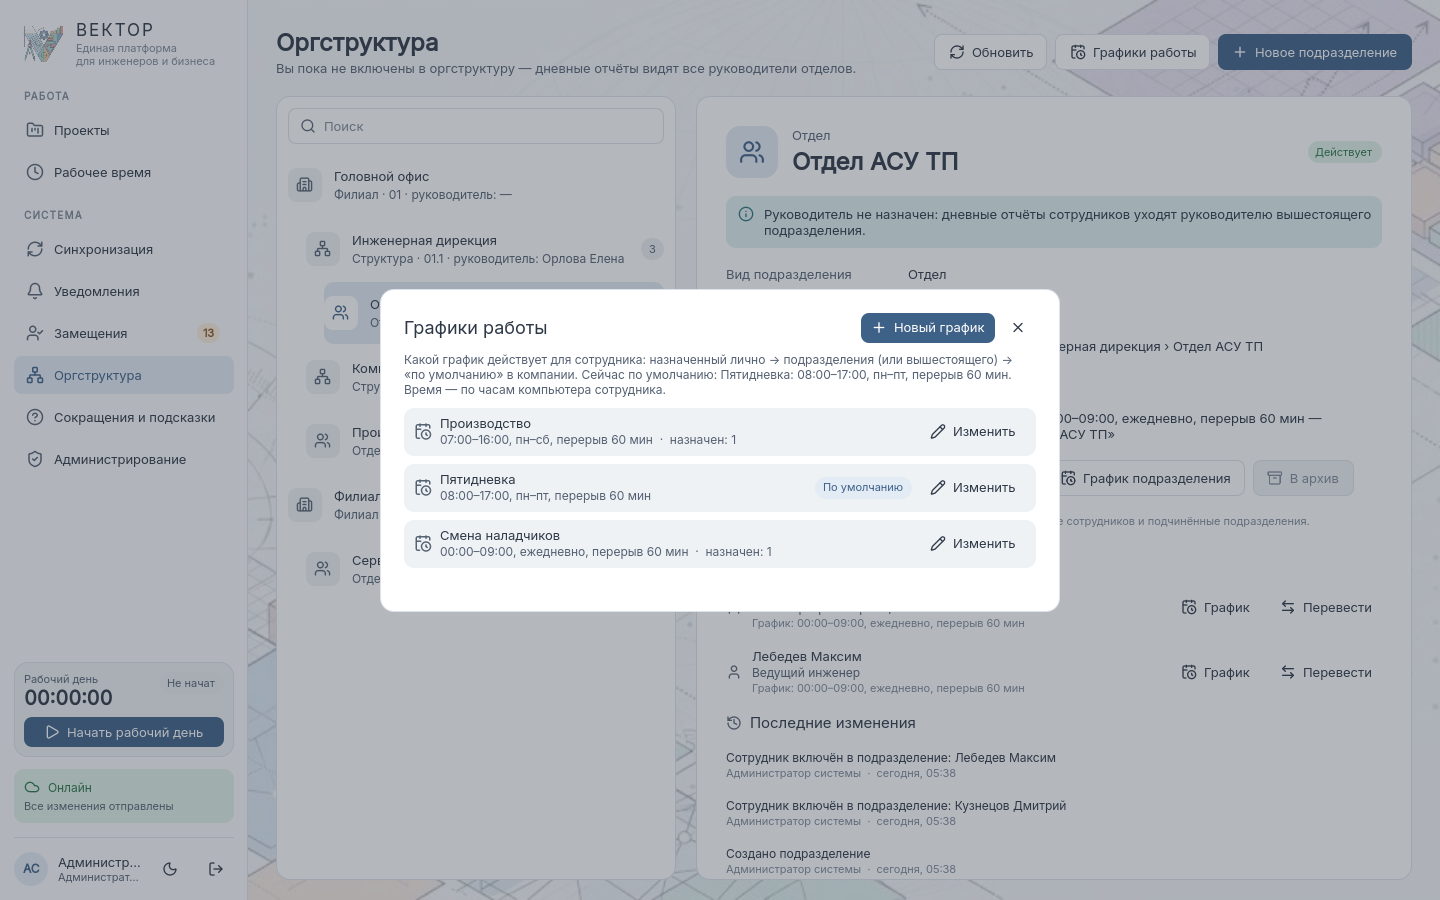 ВЕКТОР
Единая платформа
для инженеров и бизнеса
РАБОТА
Проекты
Рабочее время
СИСТЕМА
Синхронизация
Уведомления
Замещения
13
Оргструктура
Сокращения и подсказки
Администрирование
Рабочий день
Не начат
00:00:00
Начать рабочий день
Онлайн
Все изменения отправлены
АС
Администр...
Администрат...
Оргструктура
Вы пока не включены в оргструктуру — дневные отчёты видят все руководители отделов.
Обновить
Графики работы
Новое подразделение
Поиск
Головной офис
Филиал · 01 · руководитель: —
Инженерная дирекция
Структура · 01.1 · руководитель: Орлова Елена
3
Филиал
Филиал
Отдел
Отдел АСУ ТП
Действует
Руководитель не назначен: дневные отчёты сотрудников уходят руководителю вышестоящего
подразделения.
Вид подразделения
Отдел
дирекция › Отдел АСУ ТП
00–09:00, ежедневно, перерыв 60 мин —
АСУ ТП»
График подразделения
В архив
сотрудников и подчинённые подразделения.
График: 00:00–09:00, ежедневно, перерыв 60 мин
График
Перевести
Лебедев Максим
Ведущий инженер
График: 00:00–09:00, ежедневно, перерыв 60 мин
График
Перевести
Последние изменения
Сотрудник включён в подразделение: Лебедев Максим
Администратор системы · сегодня, 05:38
Сотрудник включён в подразделение: Кузнецов Дмитрий
Администратор системы · сегодня, 05:38
Создано подразделение
Администратор системы · сегодня, 05:38
Графики работы
Новый график
Какой график действует для сотрудника: назначенный лично → подразделения (или вышестоящего) →
«по умолчанию» в компании. Сейчас по умолчанию: Пятидневка: 08:00–17:00, пн–пт, перерыв 60 мин.
Время — по часам компьютера сотрудника.
Производство
07:00–16:00, пн–сб, перерыв 60 мин · назначен: 1
Изменить
Пятидневка
08:00–17:00, пн–пт, перерыв 60 мин
По умолчанию
Изменить
Смена наладчиков
00:00–09:00, ежедневно, перерыв 60 мин · назначен: 1
Изменить